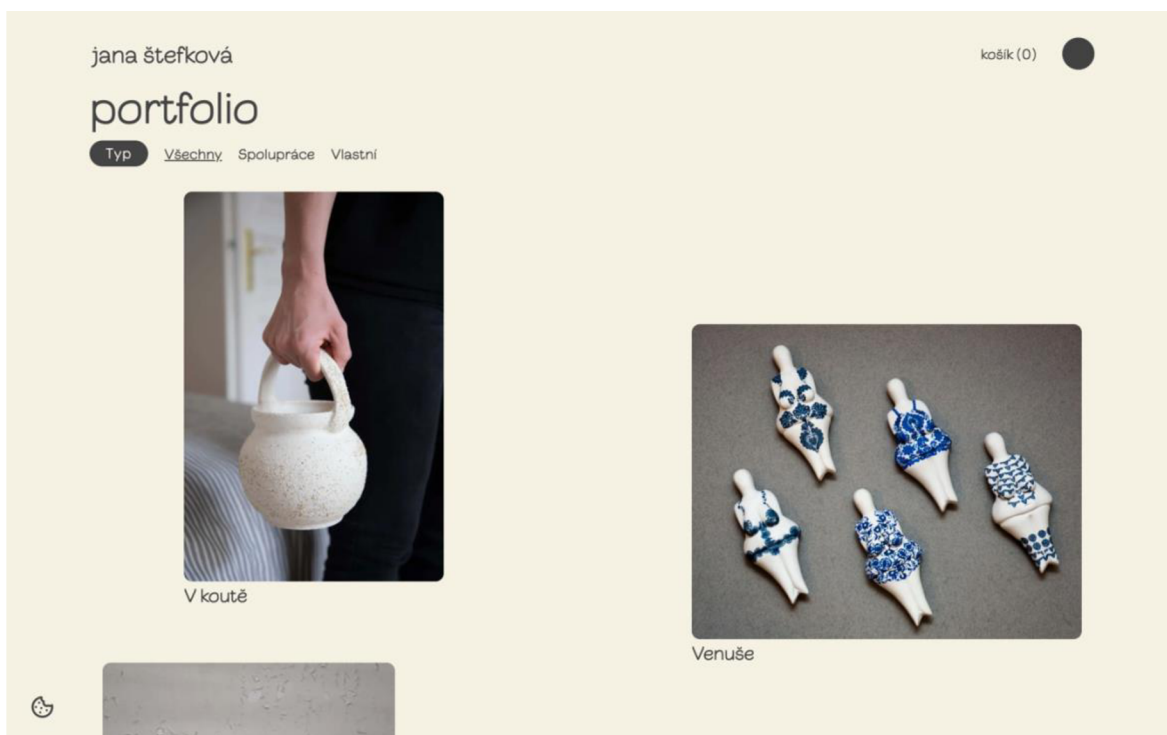 jana štefková
košík (0)
portfolio
Typ Všechny Spolupráce Vlastní
V koutě
Venuše